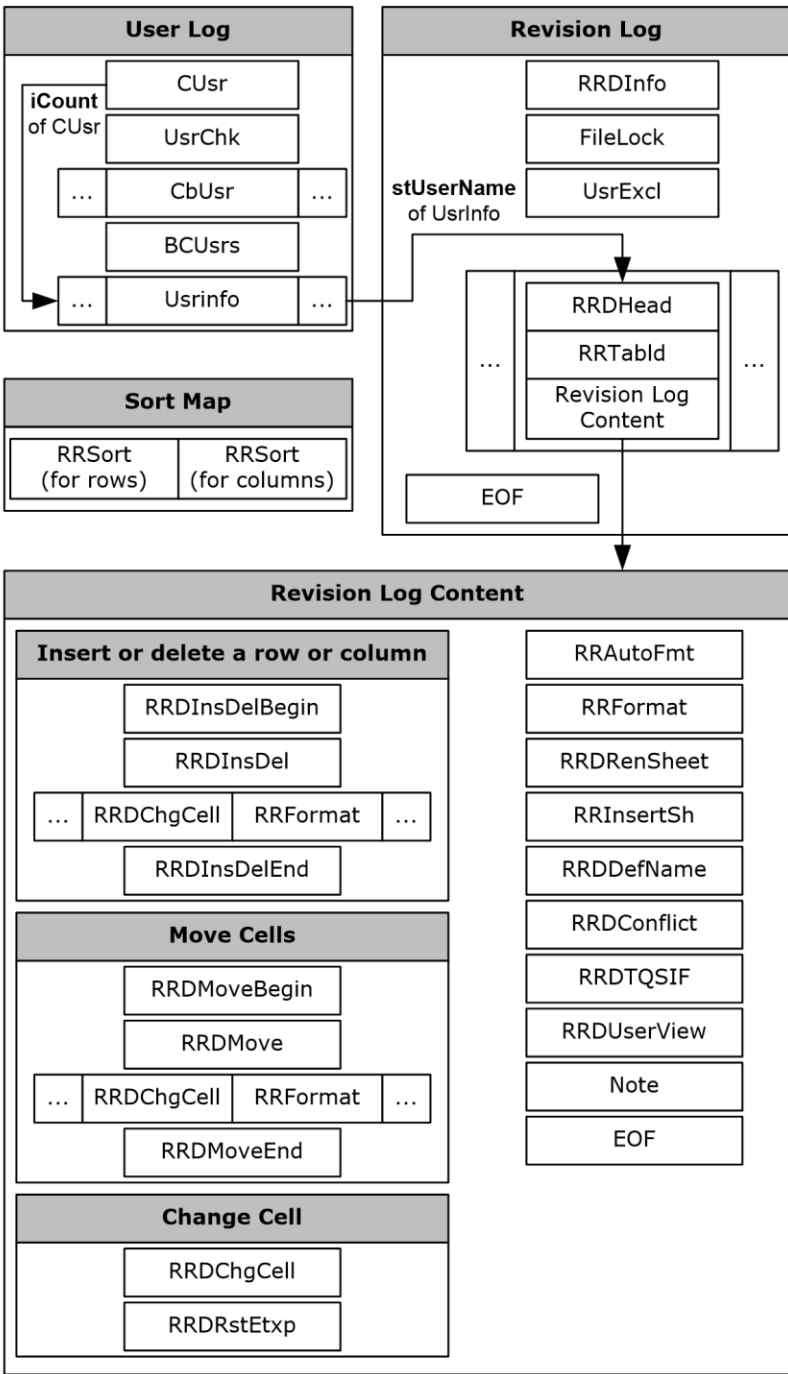 User Log
CUsr
iCount
of CUsr
UsrChk
… CbUsr …
BCUsrs
… Usrinfo …
Revision Log
RRDInfo
FileLock
UsrExcl
stUserName
of UsrInfo
RRDHead
RRTabId
… …
Revision Log
Content
EOF
Sort Map
RRSort RRSort
(for rows) (for columns)
Revision Log Content
Insert or delete a row or column
RRDInsDelBegin
RRDInsDel
… RRDChgCell RRFormat …
RRDInsDelEnd
Move Cells
RRDMoveBegin
RRDMove
… RRDChgCell RRFormat …
RRDMoveEnd
Change Cell
RRDChgCell
RRDRstEtxp
RRAutoFmt
RRFormat
RRDRenSheet
RRInsertSh
RRDDefName
RRDConflict
RRDTQSIF
RRDUserView
Note
EOF